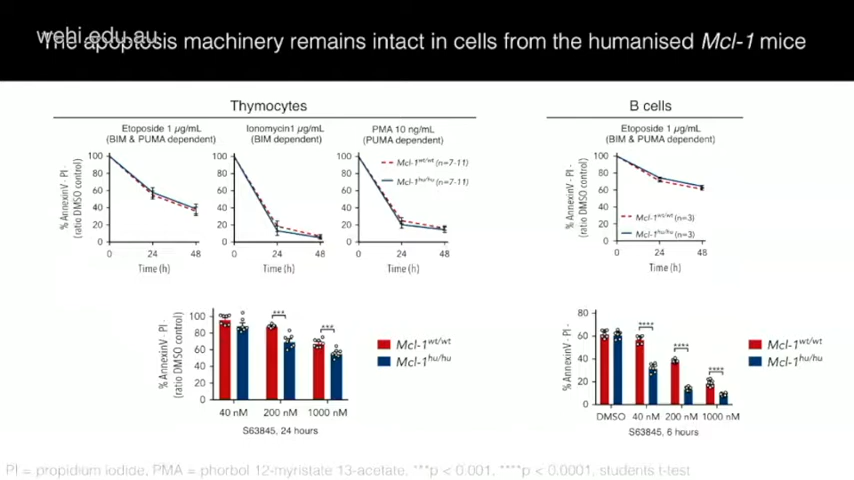 wehi.edu.au
The apoptosis machinery remains intact in cells from the humanised Mcl-1 mice
Thymocytes
B cells
Etoposide 1 µg/mL
(BIM & PUMA dependent)
Ionomycin1 µg/mL
(BIM dependent)
PMA 10 ng/mL
(PUMA dependent)
Etoposide 1 µg/mL
(BIM & PUMA dependent)
% AnnexinV - PI -
(ratio DMSO control)
100
80
60
40
20
0
0 24 48
Time (h)
100
80
60
40
20
0
0 24 48
100
80
60
40
20
0
0 24 48
Time (h)
Mcl-1wt/wt (n=7-11)
Mcl-1hu/hu (n=7-11)
% AnnexinV - PI -
(ratio DMSO control)
100
80
60
40
20
0
0 24 48
Time (h)
Mcl-1wt/wt (n=3)
Mcl-1hu/hu (n=3)
% AnnexinV - PI -
(ratio DMSO control)
100
80
60
40
20
0
*** ***
40 nM 200 nM 1000 nM
S63845, 24 hours
Mcl-1wt/wt
Mcl-1hu/hu
% AnnexinV - PI -
80
60
40
20
0
**** **** ****
DMSO 40 nM 200 nM 1000 nM
S63845, 6 hours
Mcl-1wt/wt
Mcl-1hu/hu
PI = propidium iodide, PMA = phorbol 12-myristate 13-acetate, ***p < 0.001, ****p < 0.0001, students t-test